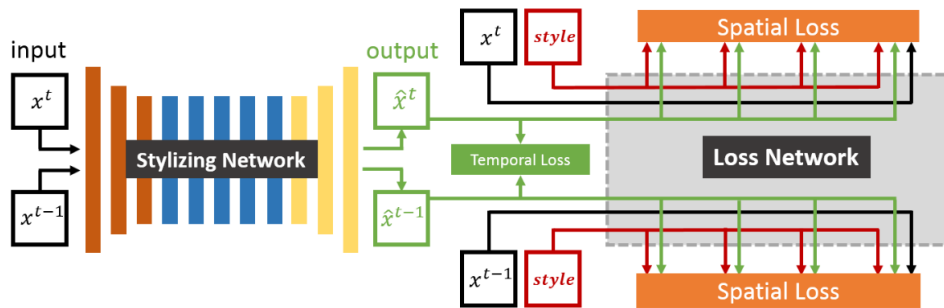 input
output
x^t
style
Spatial Loss
x^t
x̂^t
Stylizing Network
Temporal Loss
Loss Network
x^{t-1}
x̂^{t-1}
x^{t-1}
style
Spatial Loss